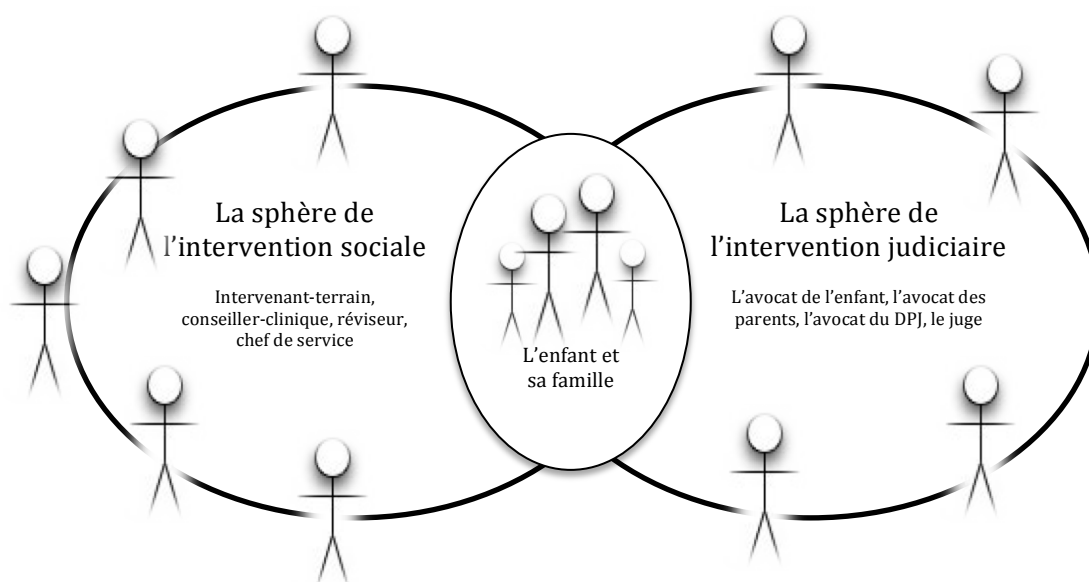 La sphère de
l'intervention sociale
Intervenant-terrain,
conseiller-clinique, réviseur,
chef de service
L'enfant et
sa famille
La sphère de
l'intervention judiciaire
L'avocat de l'enfant, l'avocat des
parents, l'avocat du DPJ, le juge